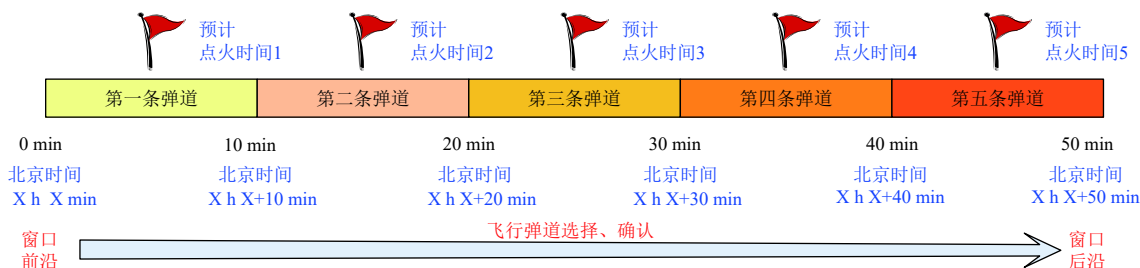 预计
点火时间1
预计
点火时间2
预计
点火时间3
预计
点火时间4
预计
点火时间5
第一条弹道
第二条弹道
第三条弹道
第四条弹道
第五条弹道
0 min
10 min
20 min
30 min
40 min
50 min
北京时间
X h X min
北京时间
X h X+10 min
北京时间
X h X+20 min
北京时间
X h X+30 min
北京时间
X h X+40 min
北京时间
X h X+50 min
窗口
前沿
飞行弹道选择、确认
窗口
后沿